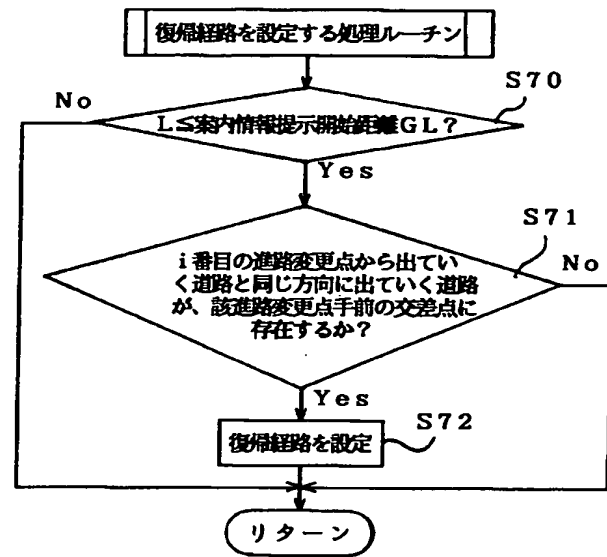 復帰経路を設定する処理ルーチン
S70
No
L≦案内情報提示開始距離GL?
Yes
S71
i番目の進路変更点から出てい
く道路と同じ方向に出ていく道路
が、該進路変更点手前の交差点に
存在するか?
No
Yes
S72
復帰経路を設定
リターン